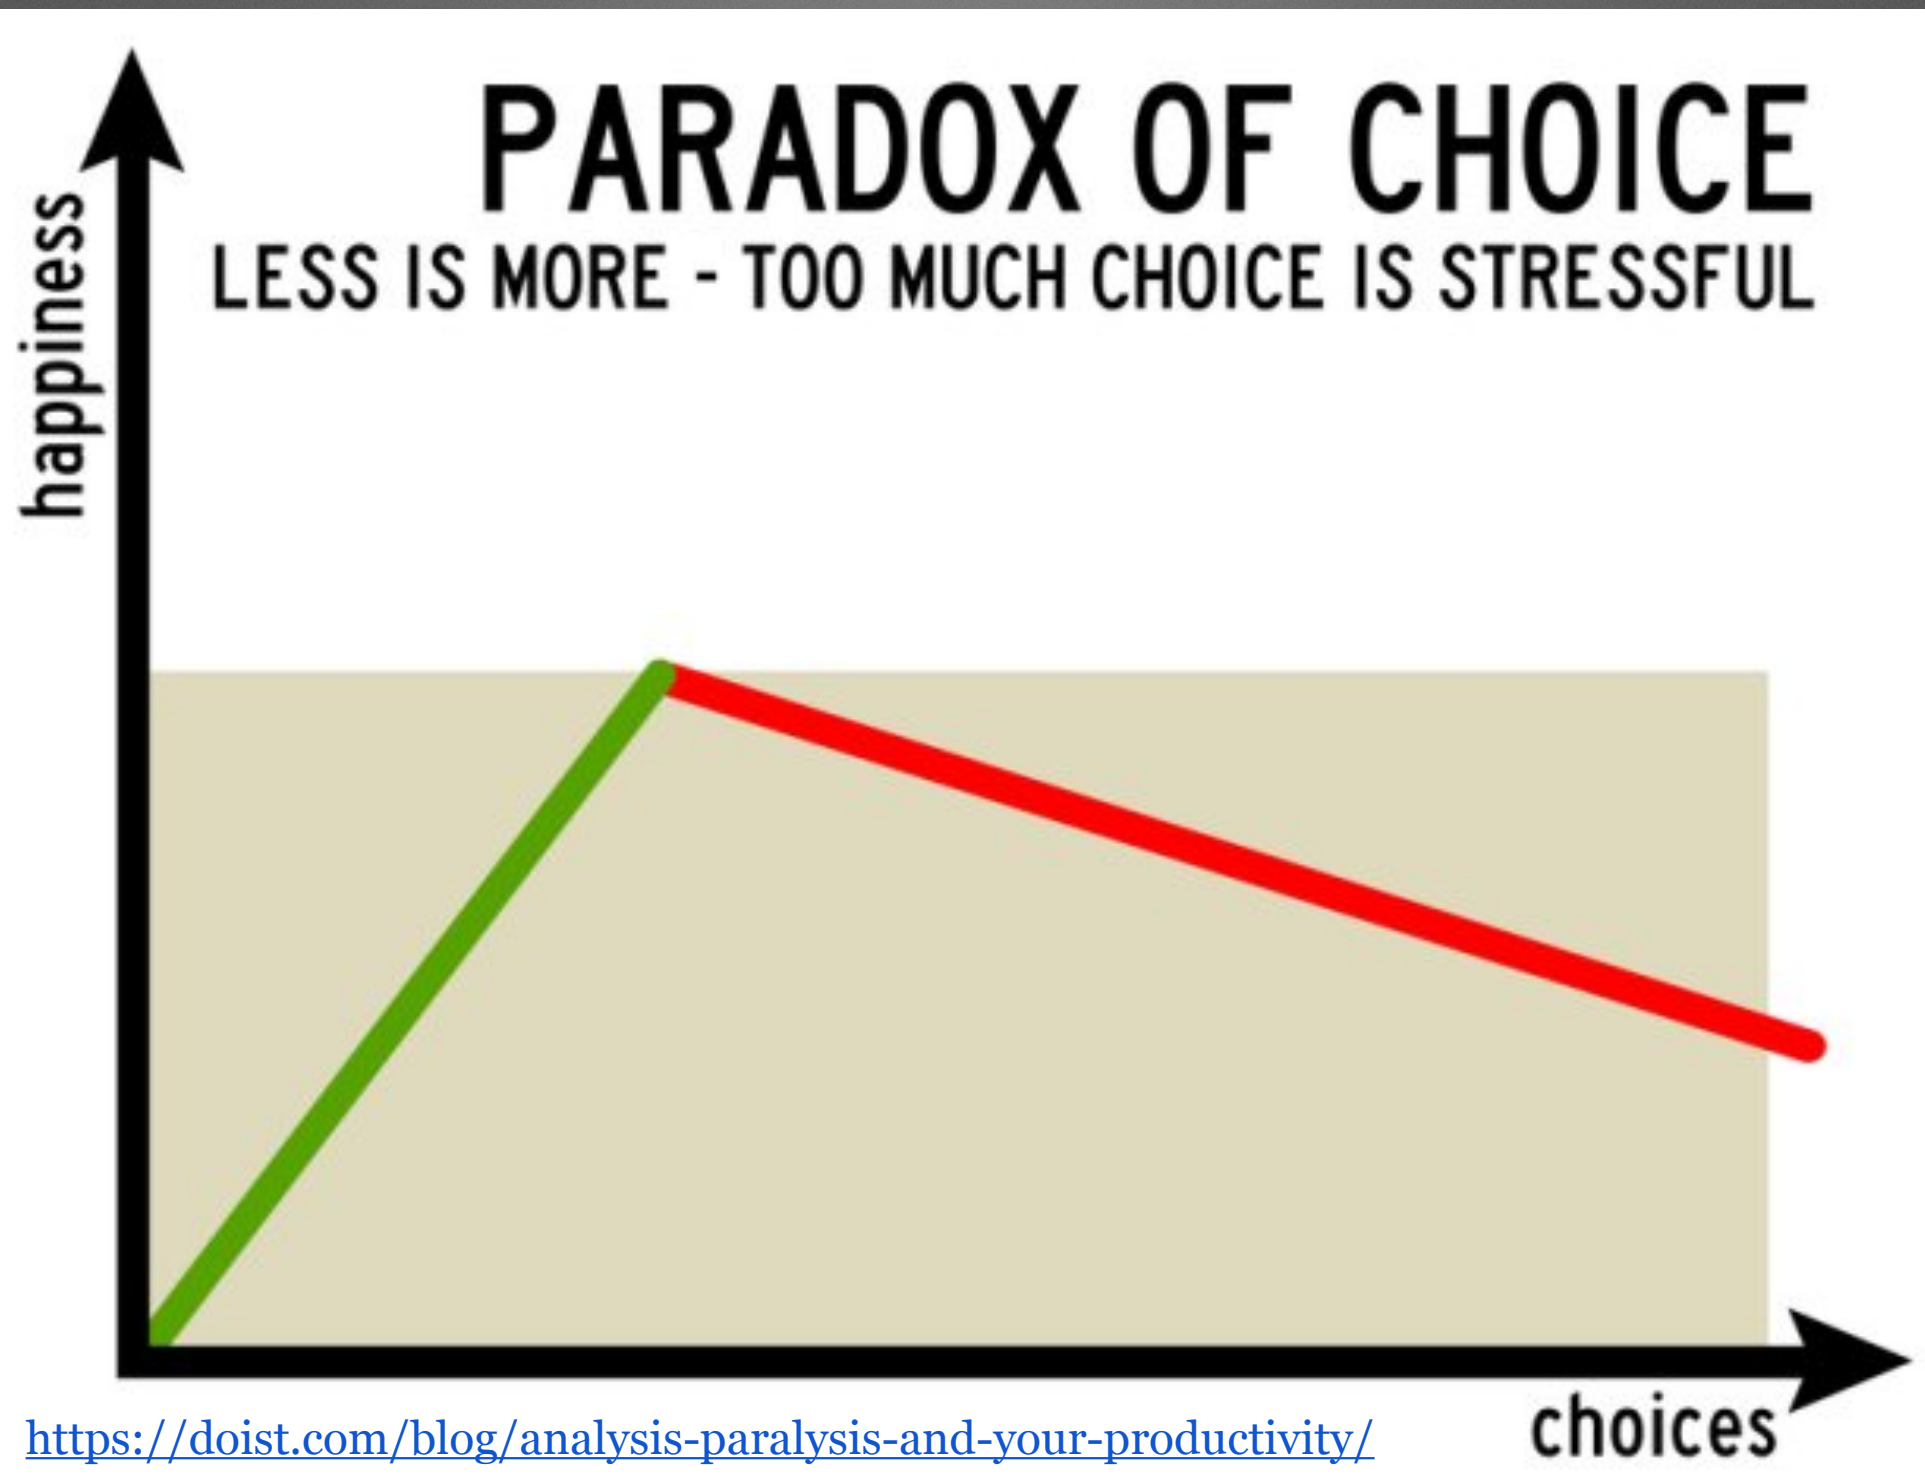 PARADOX OF CHOICE
LESS IS MORE - TOO MUCH CHOICE IS STRESSFUL
happiness
choices
https://doist.com/blog/analysis-paralysis-and-your-productivity/